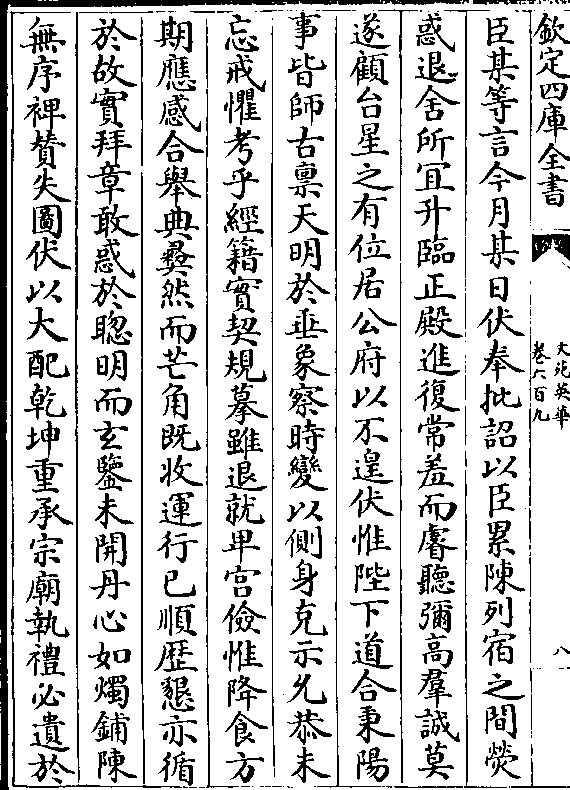 欽定四庫全書
文苑英華
卷六百九
八
臣某等言今月某日伏奉批詔以臣累陳列宿之間熒
惑退舍所宜升臨正殿進復常羞而睿聽彌高羣誠莫
遂顧台星之有位居公府以不遑伏惟陛下道合秉陽
事皆師古禀天明於垂象察時變以側身克示允恭未
忘戒懼考乎經籍實契規摹雖退就卑宫儉惟降食方
期應感合舉典彝然而芒角既收運行已順歴懇亦循
於故實拜章敢惑於聰明而玄鑒未開丹心如燭鋪陳
無序裨贊失圖伏以大配乾坤重承宗廟執禮必遺於